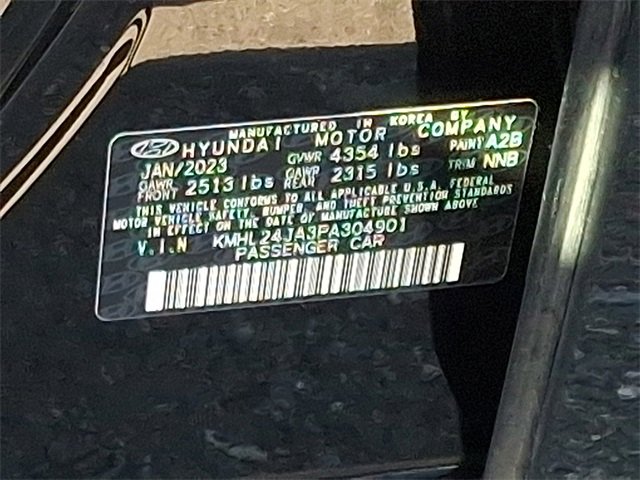 MANUFACTURED IN KOREA BY
HYUNDAI MOTOR COMPANY
JAN/2023 GVWR 4354 lbs PAINT A2B
GAWR FRONT 2513 lbs GAWR REAR 2315 lbs TRIM NNB
THIS VEHICLE CONFORMS TO ALL APPLICABLE U.S.A. FEDERAL
MOTOR VEHICLE SAFETY, BUMPER, AND THEFT PREVENTION STANDARDS
IN EFFECT ON THE DATE OF MANUFACTURE SHOWN ABOVE
V.I.N KMHL24JA3PA304901
PASSENGER CAR